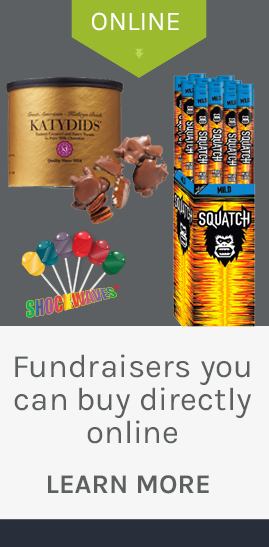 ONLINE
KATYDIDS
MILD
SQUATCH
SHOCKWAVES
Fundraisers you
can buy directly
online
LEARN MORE